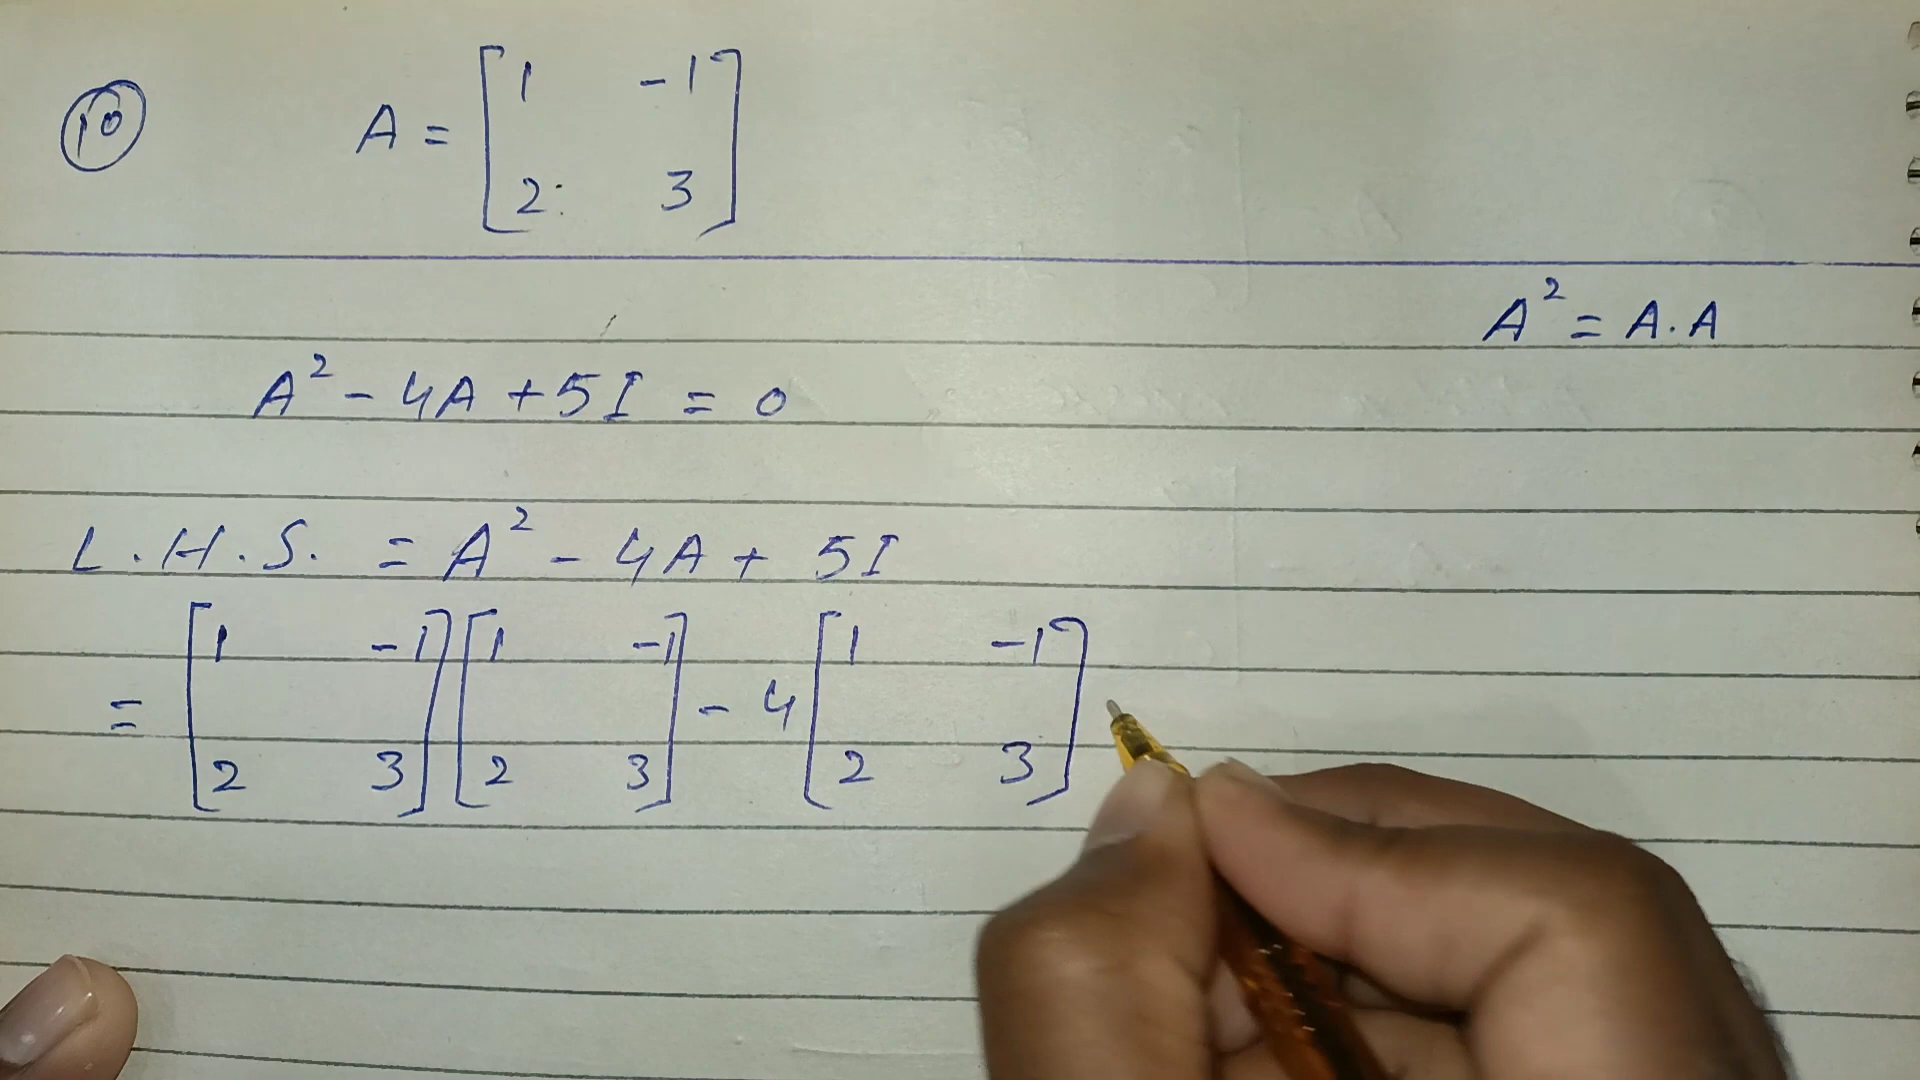 10 A = [1 -1
2 3]
A² = A.A
A² - 4A + 5I = 0
L.H.S. = A² - 4A + 5I
= [1 -1
2 3] [1 -1
2 3] - 4 [1 -1
2 3]